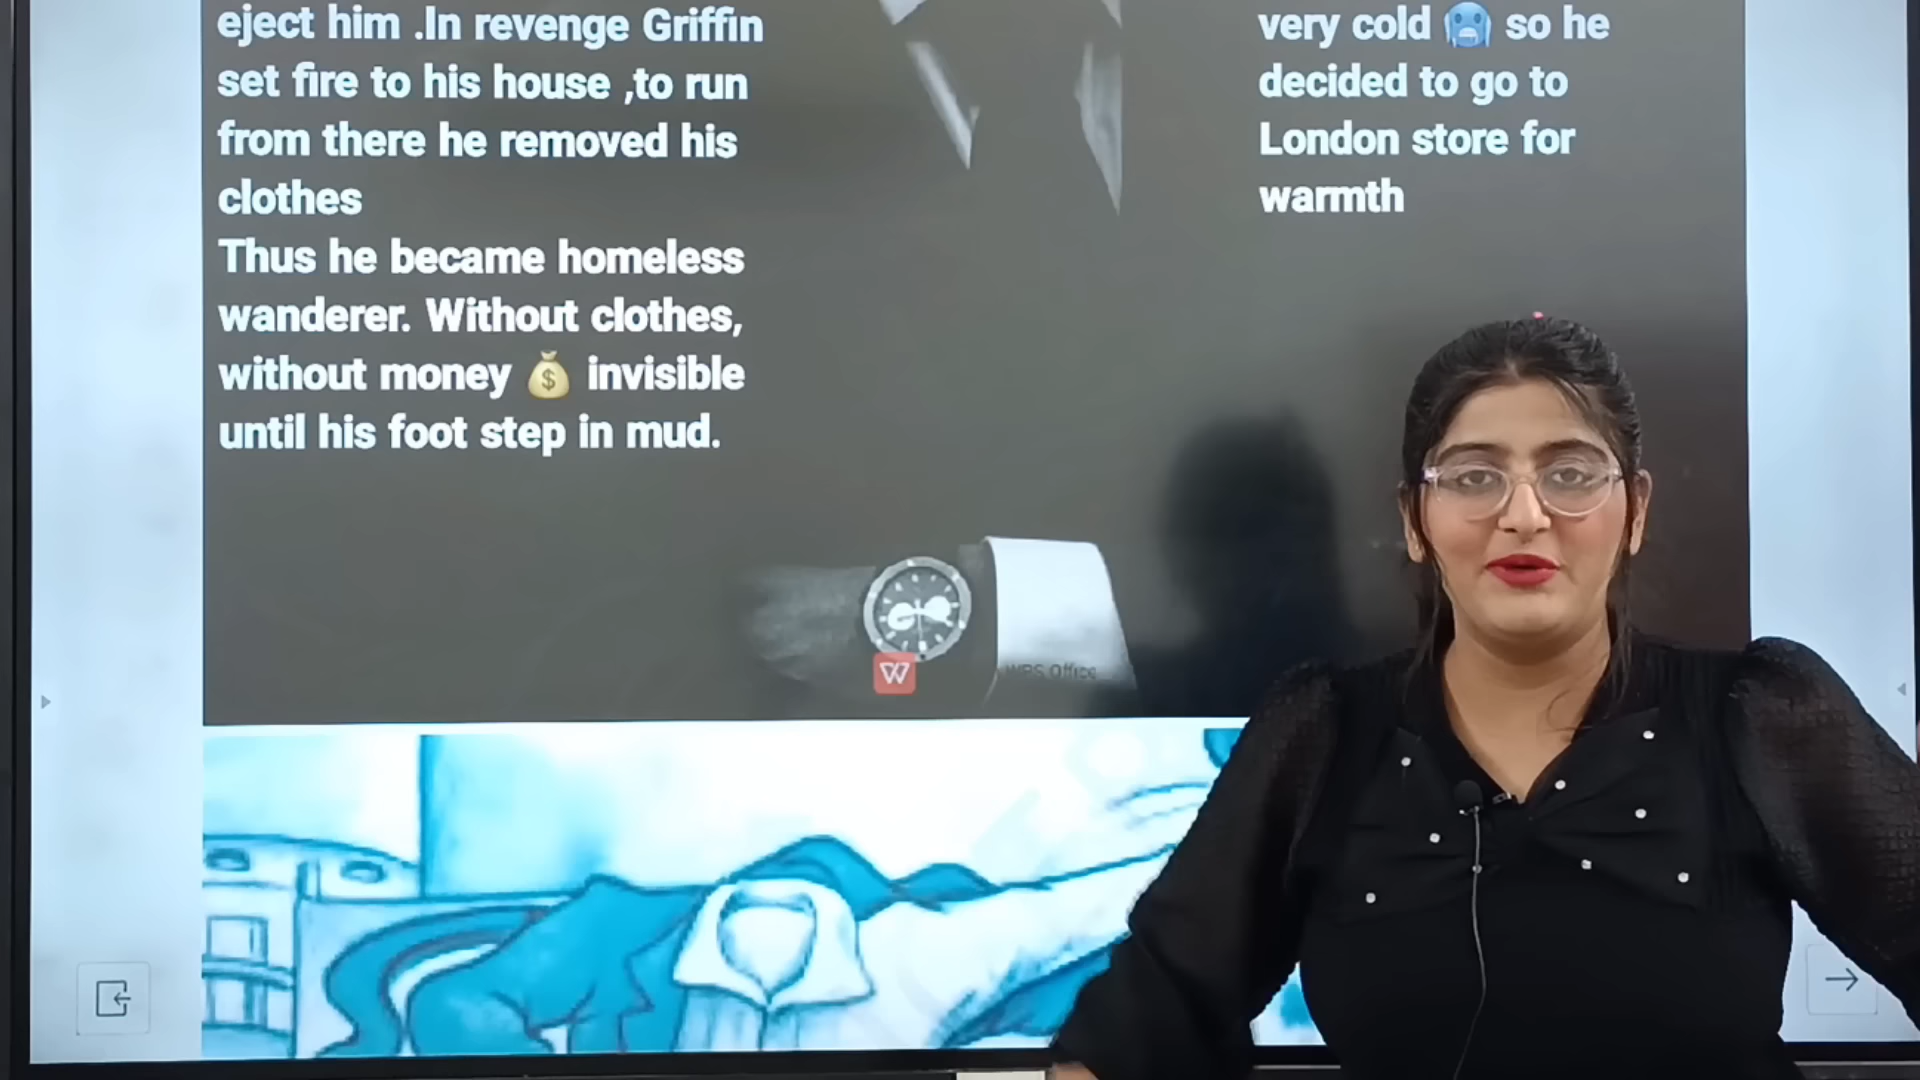 eject him .In revenge Griffin
set fire to his house ,to run
from there he removed his
clothes
Thus he became homeless
wanderer. Without clothes,
without money 💰 invisible
until his foot step in mud.
very cold 🥶 so he
decided to go to
London store for
warmth
WPS Office